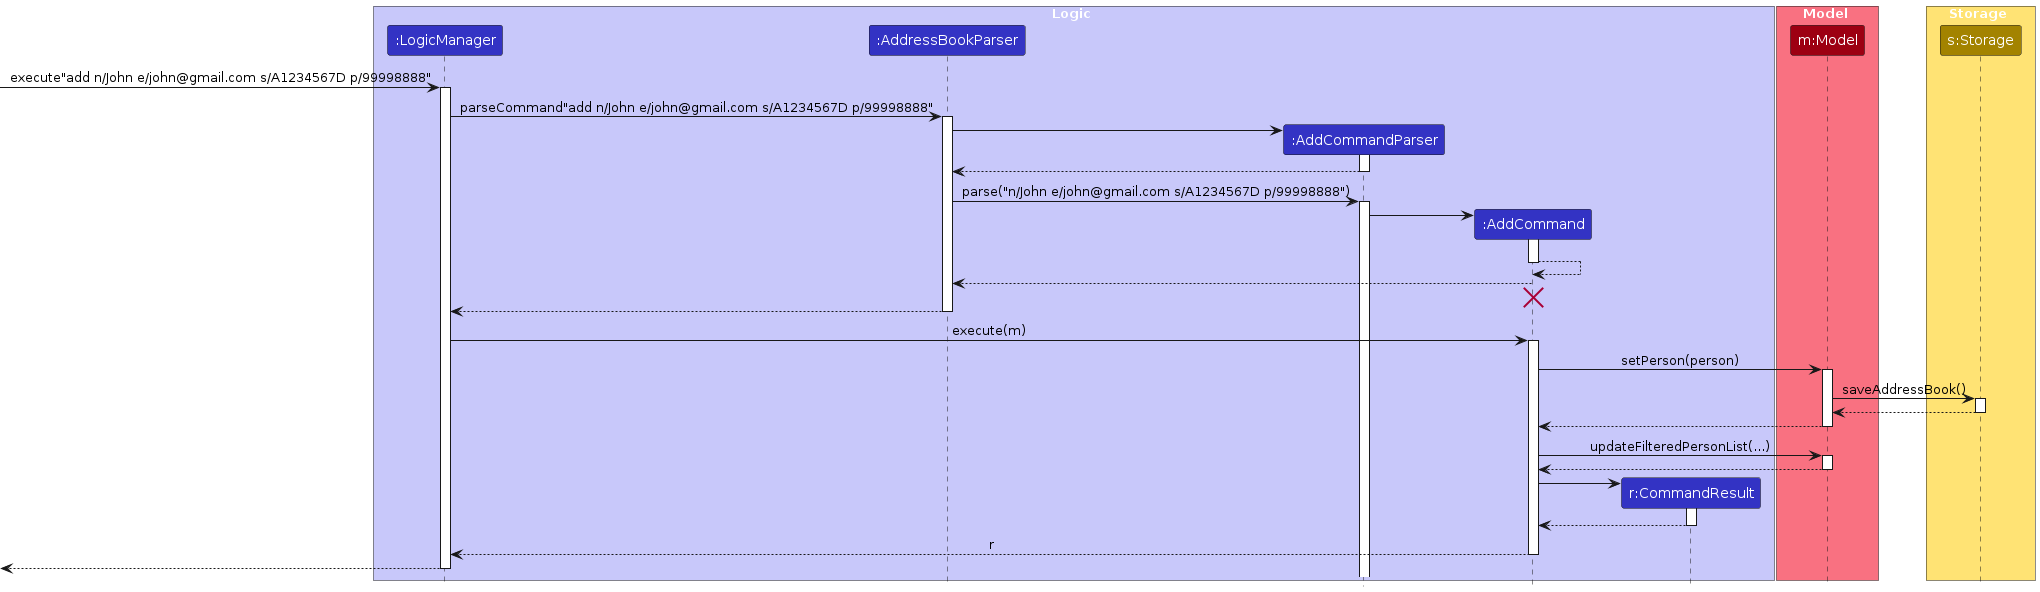 Logic
Model
Storage
:LogicManager
:AddressBookParser
m:Model
s:Storage
execute"add n/John e/john@gmail.com s/A1234567D p/99998888"
parseCommand"add n/John e/john@gmail.com s/A1234567D p/99998888"
:AddCommandParser
parse("n/John e/john@gmail.com s/A1234567D p/99998888")
:AddCommand
execute(m)
setPerson(person)
saveAddressBook()
updateFilteredPersonList(...)
r:CommandResult
r